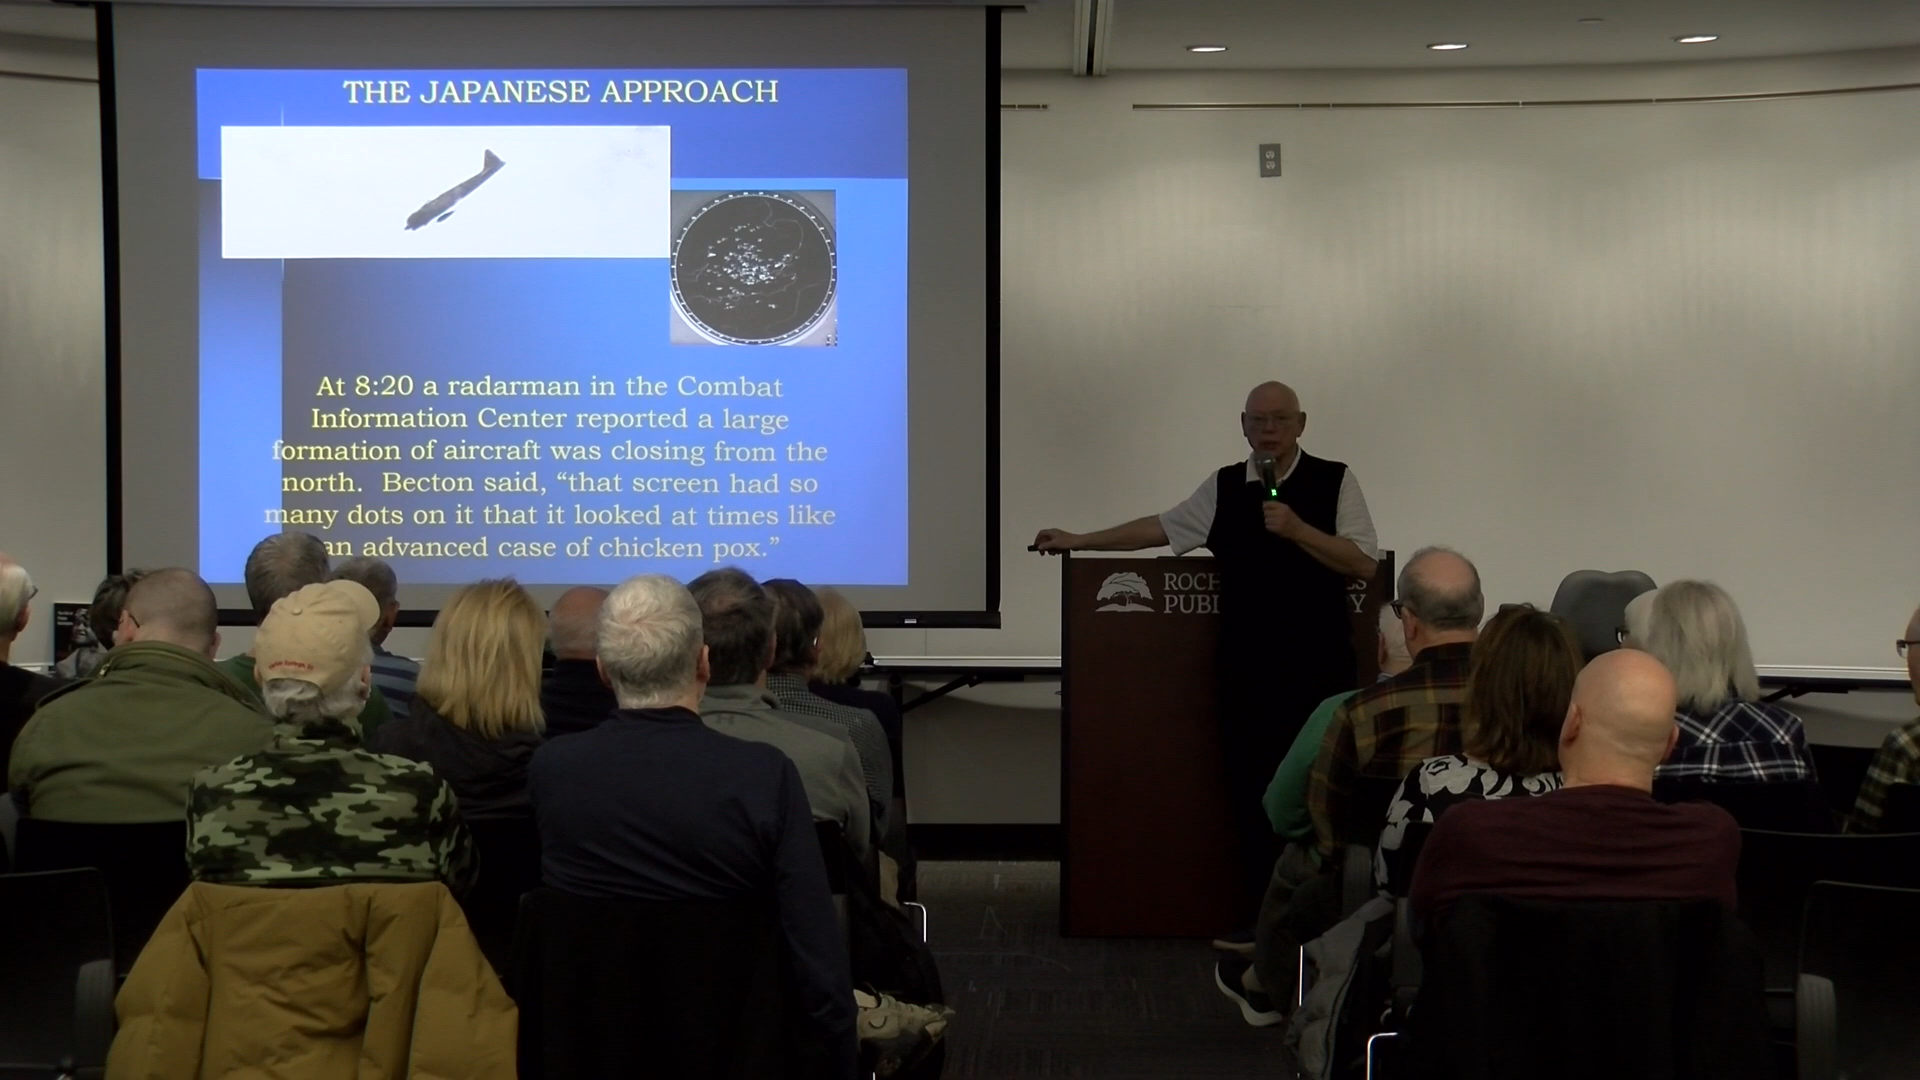 THE JAPANESE APPROACH
At 8:20 a radarman in the Combat
Information Center reported a large
formation of aircraft was closing from the
north. Becton said, “that screen had so
many dots on it that it looked at times like
an advanced case of chicken pox.”
ROCH LS
PUBL Y